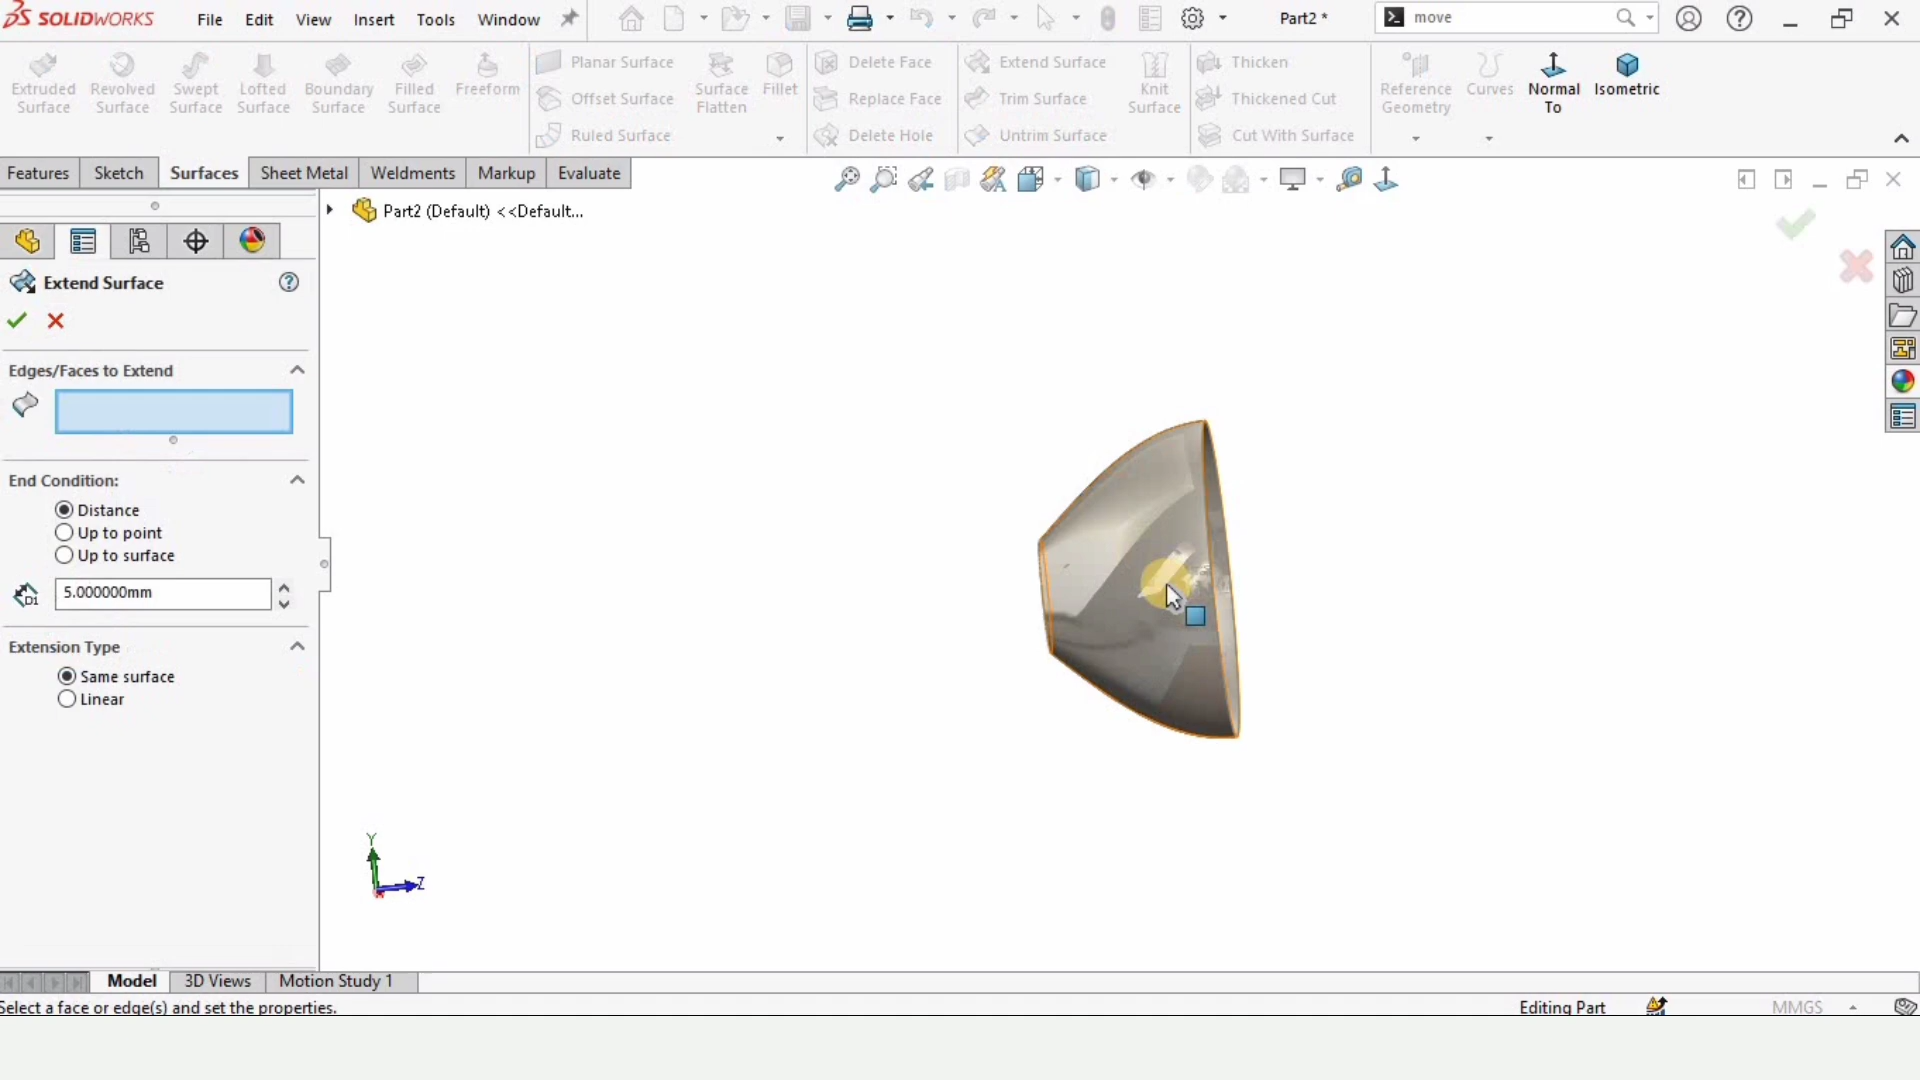 SOLIDWORKS File Edit View Insert Tools Window Part2 * move
Extruded Surface
Revolved Surface
Swept Surface
Lofted Surface
Boundary Surface
Filled Surface
Freeform
Planar Surface
Offset Surface
Ruled Surface
Surface Flatten
Fillet
Delete Face
Replace Face
Delete Hole
Extend Surface
Trim Surface
Untrim Surface
Knit Surface
Thicken
Thickened Cut
Cut With Surface
Reference Geometry
Curves
Normal To
Isometric
Features Sketch Surfaces Sheet Metal Weldments Markup Evaluate
Part2 (Default) <<Default...
Extend Surface
Edges/Faces to Extend
End Condition:
Distance
Up to point
Up to surface
D1
5.000000mm
Extension Type
Same surface
Linear
Y
Z
Model 3D Views Motion Study 1
Select a face or edge(s) and set the properties. Editing Part MMGS